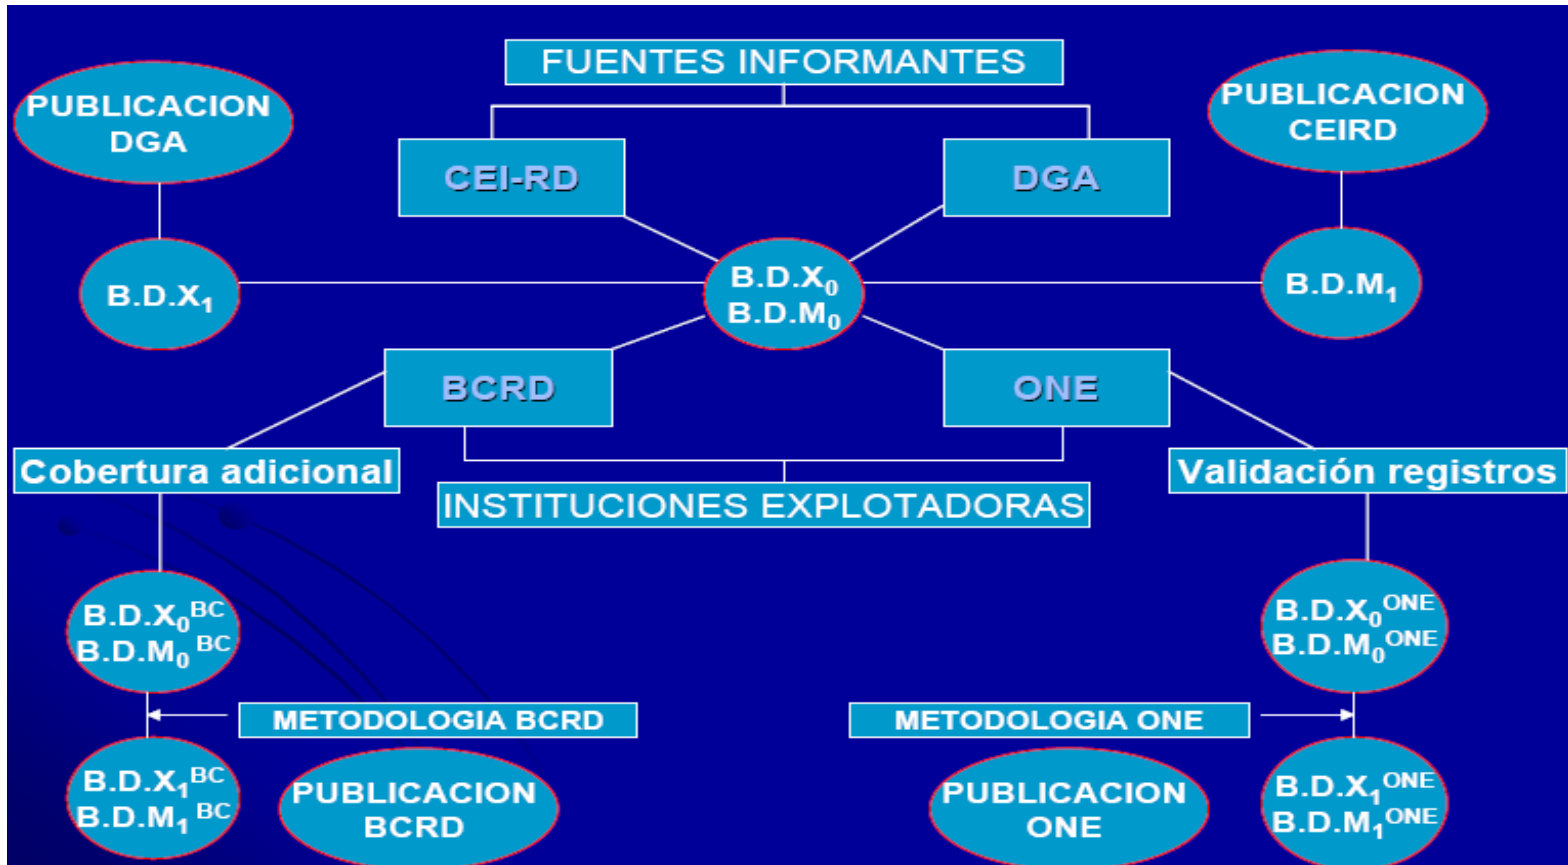 FUENTES INFORMANTES
PUBLICACION
DGA
PUBLICACION
CEIRD
CEI-RD
DGA
B.D.X₁
B.D.X₀
B.D.M₀
B.D.M₁
BCRD
ONE
Cobertura adicional
INSTITUCIONES EXPLOTADORAS
Validación registros
B.D.X₀ᴮꟲ
B.D.M₀ ᴮꟲ
B.D.X₀ᴼᴺᴱ
B.D.M₀ᴼᴺᴱ
METODOLOGIA BCRD
METODOLOGIA ONE
B.D.X₁ᴮꟲ
B.D.M₁ ᴮꟲ
PUBLICACION
BCRD
PUBLICACION
ONE
B.D.X₁ᴼᴺᴱ
B.D.M₁ᴼᴺᴱ